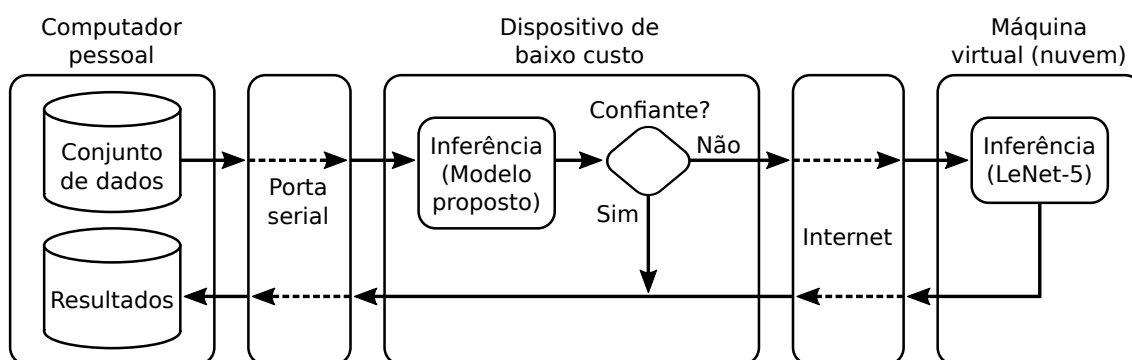 Computador
pessoal
Dispositivo de
baixo custo
Máquina
virtual (nuvem)
Conjunto
de dados
Resultados
Porta
serial
Inferência
(Modelo
proposto)
Confiante?
Não
Sim
Internet
Inferência
(LeNet-5)